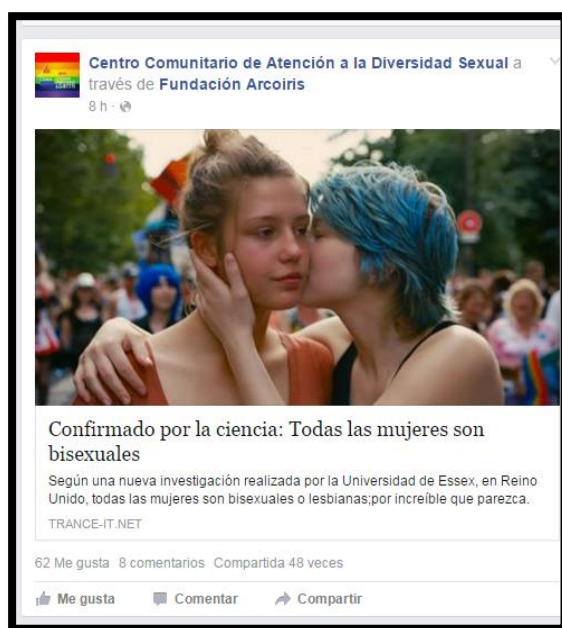 Centro Comunitario de Atención a la Diversidad Sexual a
través de Fundación Arcoiris
8 h ·
Confirmado por la ciencia: Todas las mujeres son
bisexuales
Según una nueva investigación realizada por la Universidad de Essex, en Reino
Unido, todas las mujeres son bisexuales o lesbianas;por increíble que parezca.
TRANCE-IT.NET
62 Me gusta 8 comentarios Compartida 48 veces
Me gusta Comentar Compartir